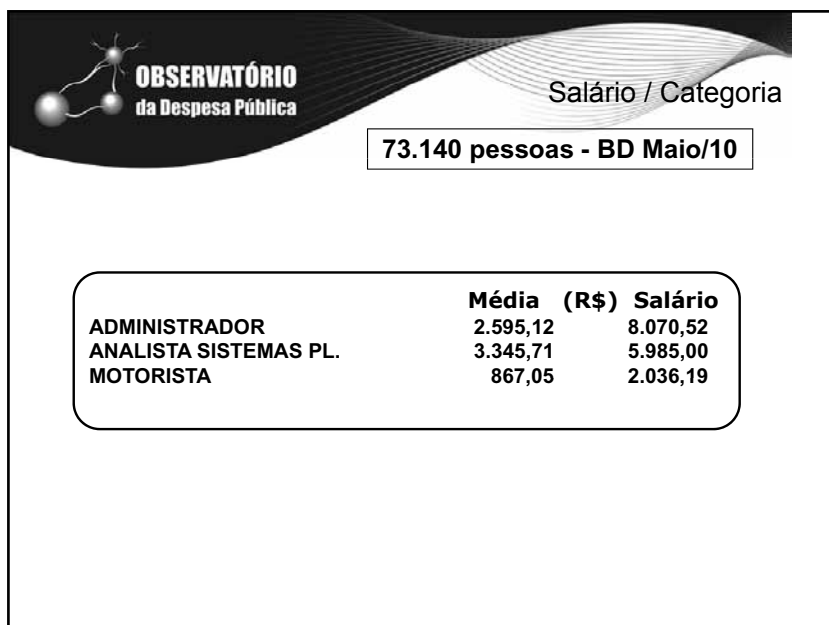 OBSERVATÓRIO
da Despesa Pública
Salário / Categoria
73.140 pessoas - BD Maio/10
Média (R$) Salário
ADMINISTRADOR 2.595,12 8.070,52
ANALISTA SISTEMAS PL. 3.345,71 5.985,00
MOTORISTA 867,05 2.036,19